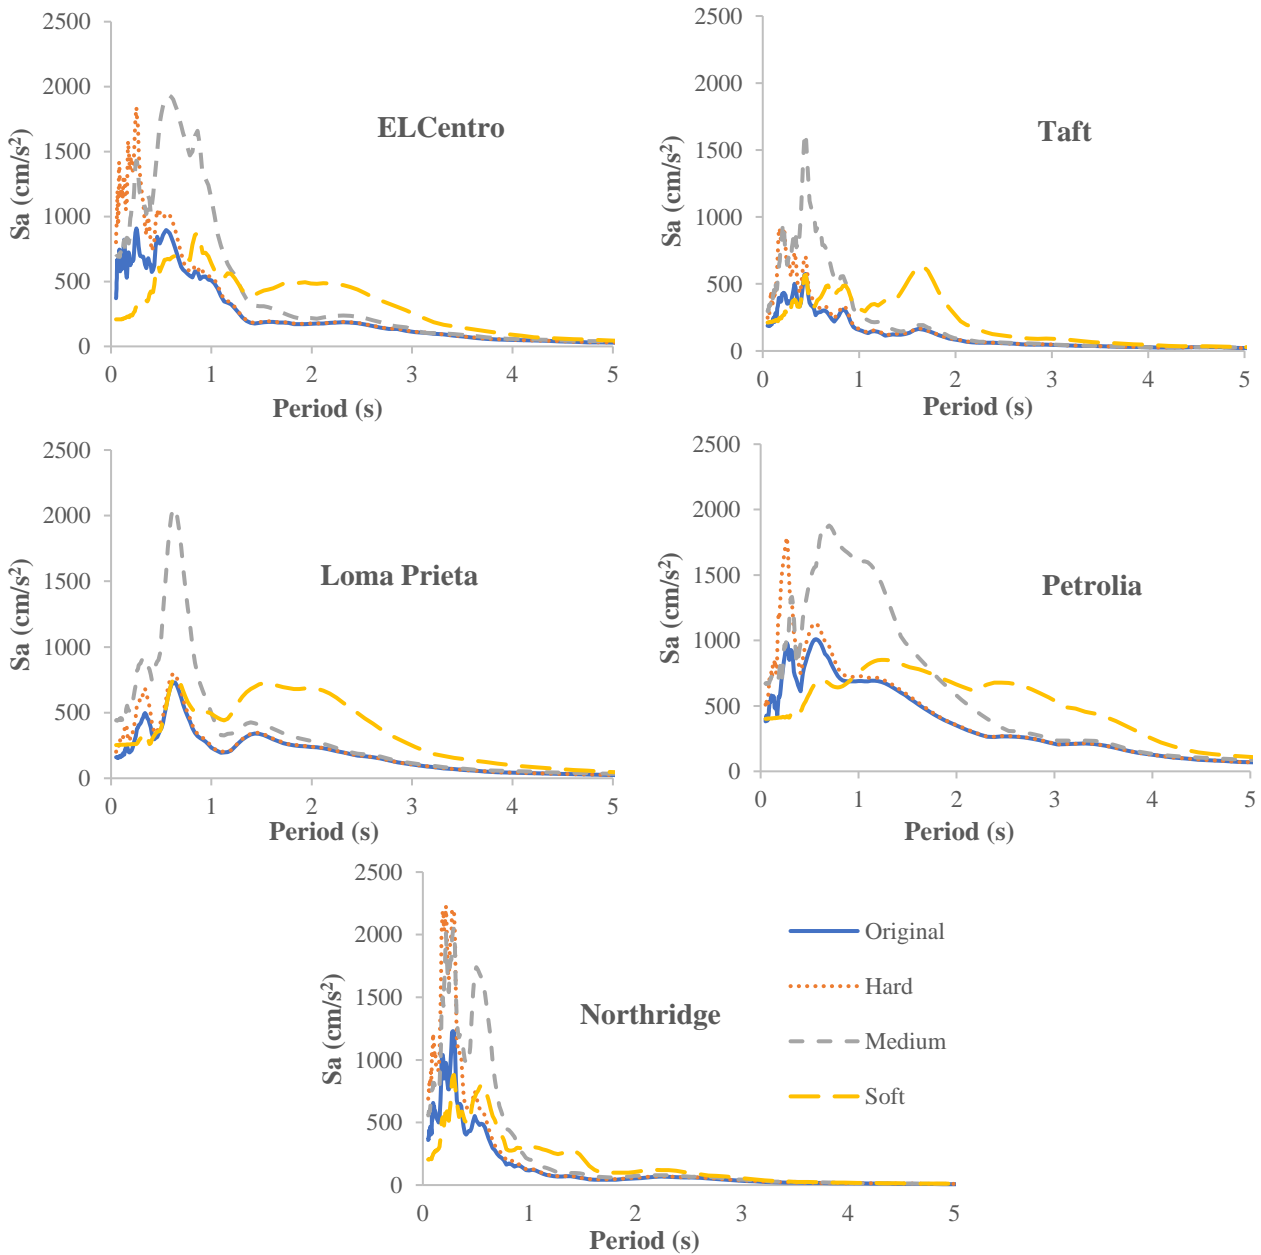 2500
2000
1500
1000
500
0
Sa (cm/s²)
ELCentro
0 1 2 3 4 5
Period (s)
2500
2000
1500
1000
500
0
Sa (cm/s²)
Taft
0 1 2 3 4 5
Period (s)
2500
2000
1500
1000
500
0
Sa (cm/s²)
Loma Prieta
0 1 2 3 4 5
Period (s)
2500
2000
1500
1000
500
0
Sa (cm/s²)
Petrolia
0 1 2 3 4 5
Period (s)
2500
2000
1500
1000
500
0
Sa (cm/s²)
Northridge
0 1 2 3 4 5
Period (s)
Original
Hard
Medium
Soft